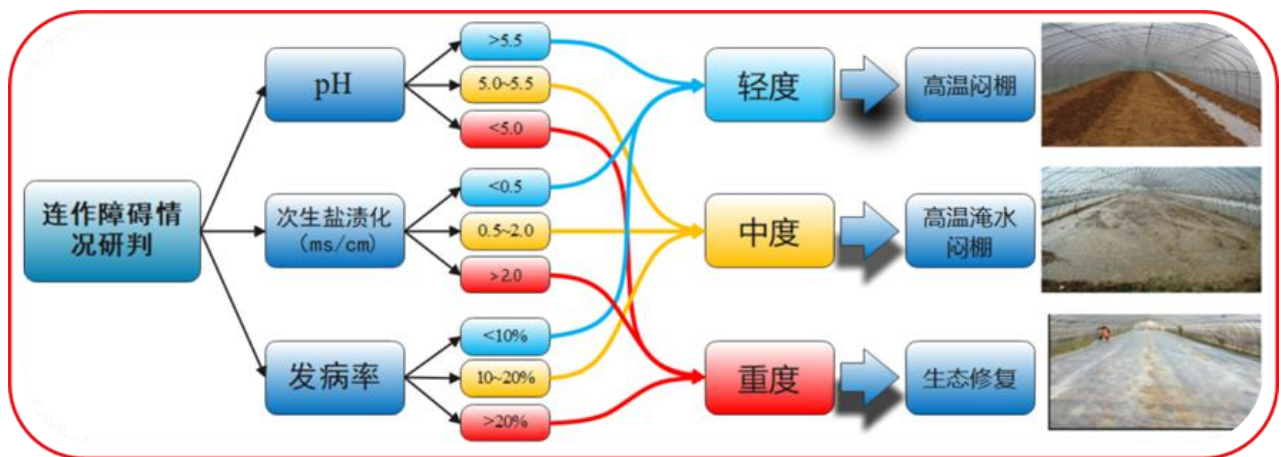 连作障碍情
况研判
pH
>5.5
5.0~5.5
<5.0
次生盐渍化
(ms/cm)
<0.5
0.5~2.0
>2.0
发病率
<10%
10~20%
>20%
轻度
高温闷棚
中度
高温淹水
闷棚
重度
生态修复